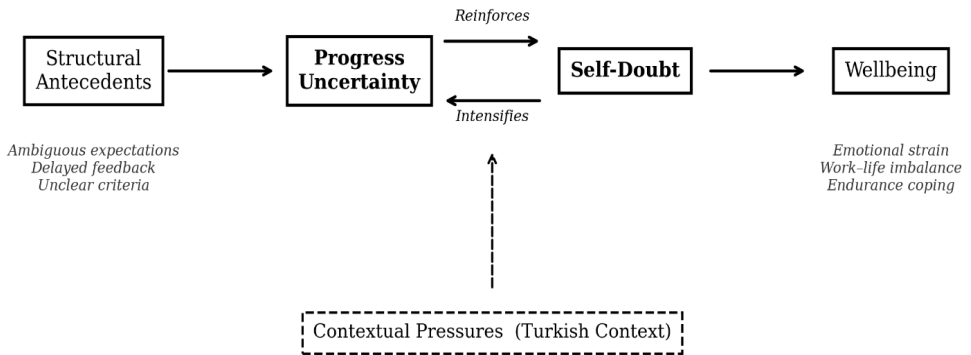 Reinforces
Structural
Antecedents
Progress
Uncertainty
Self-Doubt
Wellbeing
Intensifies
Ambiguous expectations
Delayed feedback
Unclear criteria
Emotional strain
Work–life imbalance
Endurance coping
Contextual Pressures (Turkish Context)